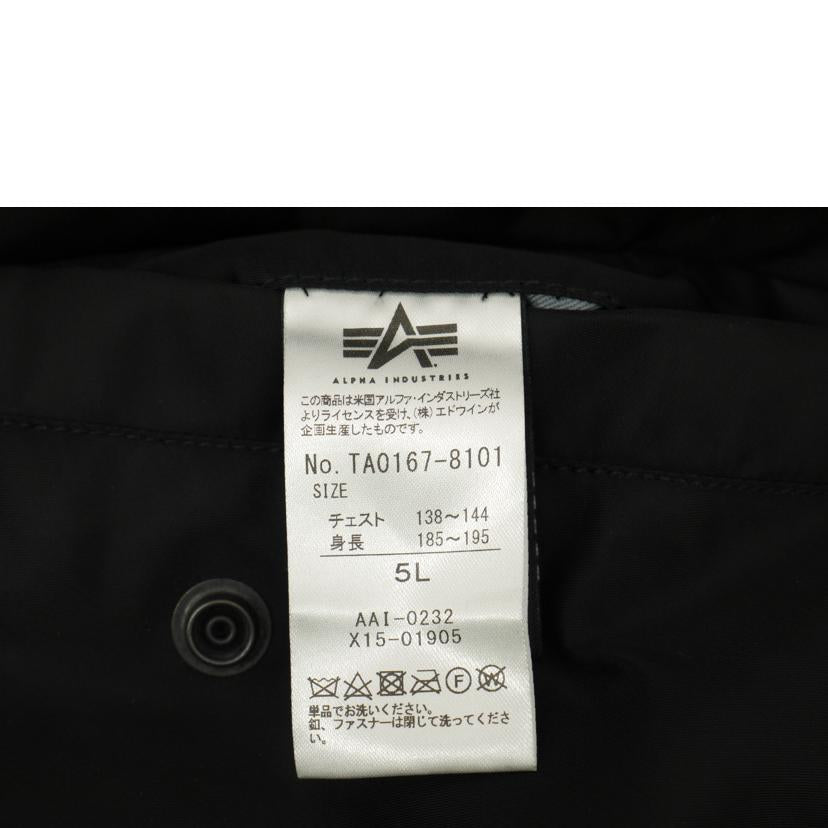 ALPHA INDUSTRIES
この商品は米国アルファ・インダストリーズ社
よりライセンスを受け、(株)エドウインが
企画生産したものです。
No. TA0167-8101
SIZE
チェスト 138～144
身長 185～195
5L
AAI-0232
X15-01905
F W
単品でお洗いください。
釦、ファスナーは閉じて洗ってくださ
い。